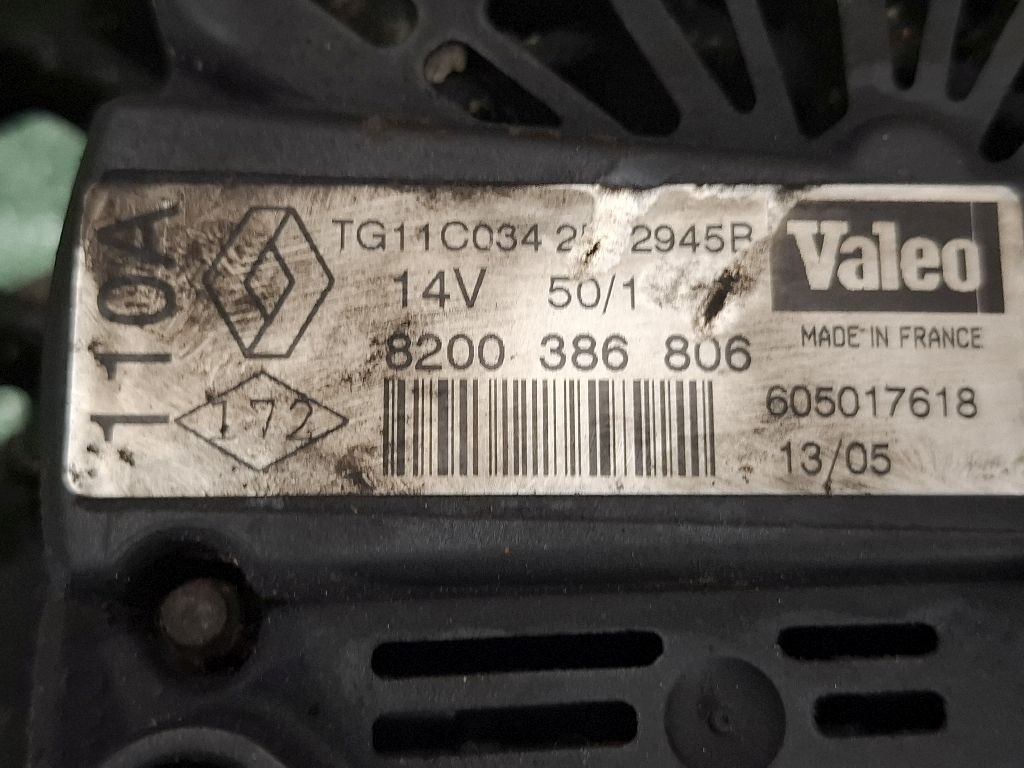 110A
TG11C034 2945B
14V 50/1
8200 386 806
172
Valeo
MADE IN FRANCE
605017618
13/05